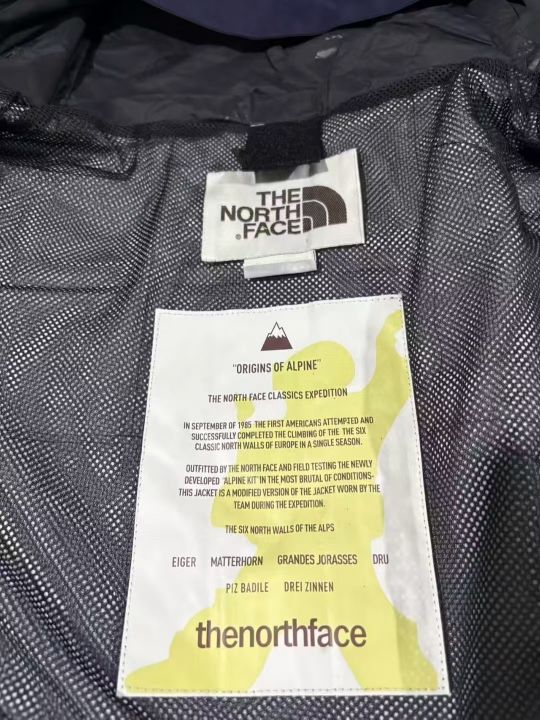 THE
NORTH
FACE
"ORIGINS OF ALPINE"
THE NORTH FACE CLASSICS EXPEDITION
IN SEPTEMBER OF 1985 THE FIRST AMERICANS ATTEMPTED AND
SUCCESSFULLY COMPLETED THE CLIMBING OF THE THE SIX
CLASSIC NORTH WALLS OF EUROPE IN A SINGLE SEASON.
OUTFITTED BY THE NORTH FACE AND FIELD TESTING THE NEWLY
DEVELOPED "ALPINE KIT" IN THE MOST BRUTAL OF CONDITIONS-
THIS JACKET IS A MODIFIED VERSION OF THE JACKET WORN BY THE
TEAM DURING THE EXPEDITION.
THE SIX NORTH WALLS OF THE ALPS
EIGER MATTERHORN GRANDES JORASSES DRU
PIZ BADILE DREI ZINNEN
thenorthface